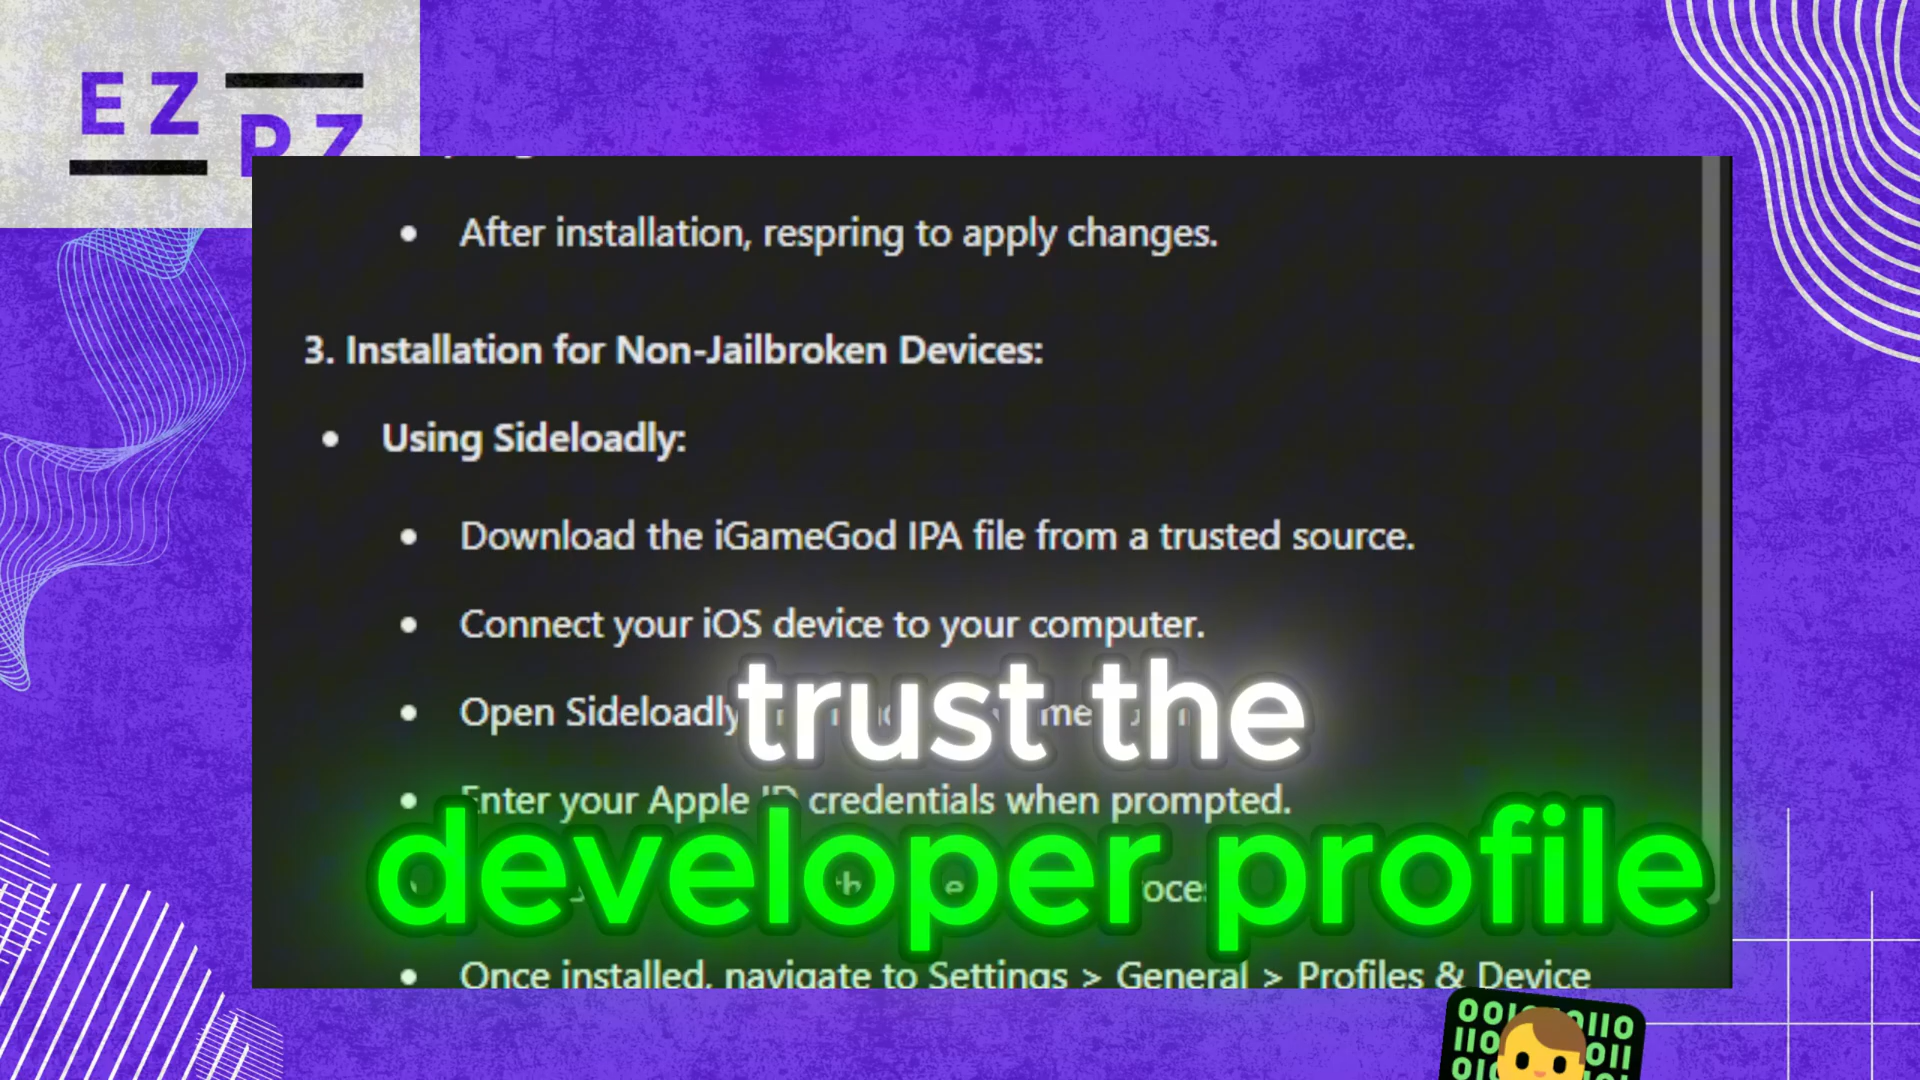 EZ
PZ
After installation, respring to apply changes.
3. Installation for Non-Jailbroken Devices:
Using Sideloadly:
Download the iGameGod IPA file from a trusted source.
Connect your iOS device to your computer.
Open Sideloadly
trust the
Enter your Apple ID credentials when prompted.
developer profile
Once installed, navigate to Settings > General > Profiles & Device